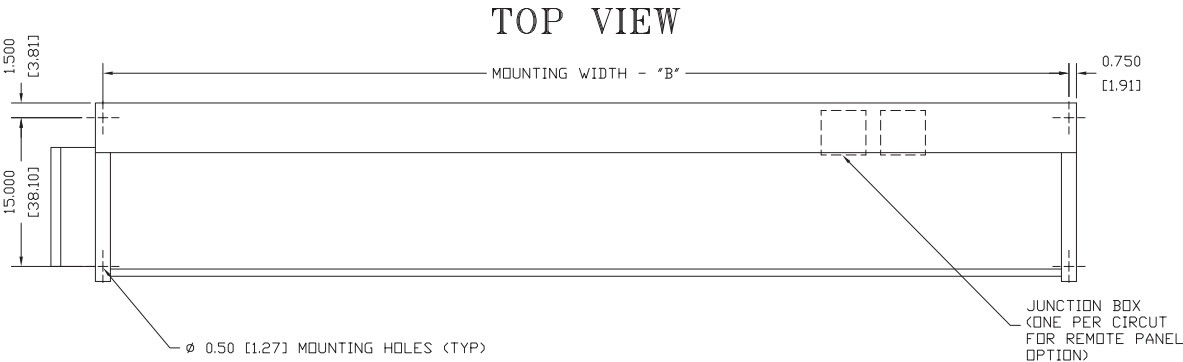 TOP VIEW
1.500
[3.81]
MOUNTING WIDTH - "B"
0.750
[1.91]
15.000
[38.10]
JUNCTION BOX
(ONE PER CIRCUT
FOR REMOTE PANEL
OPTION)
ø 0.50 [1.27] MOUNTING HOLES (TYP)